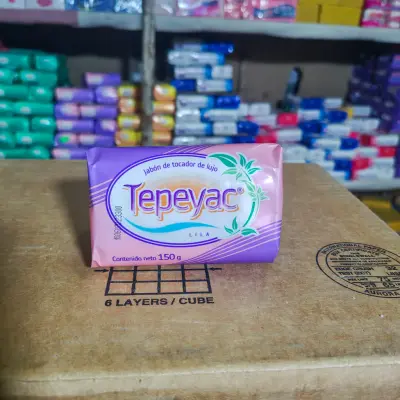 Jabón de tocador de lujo
Tepeyac®
LILA
Contenido neto 150 g
6 LAYERS / CUBE